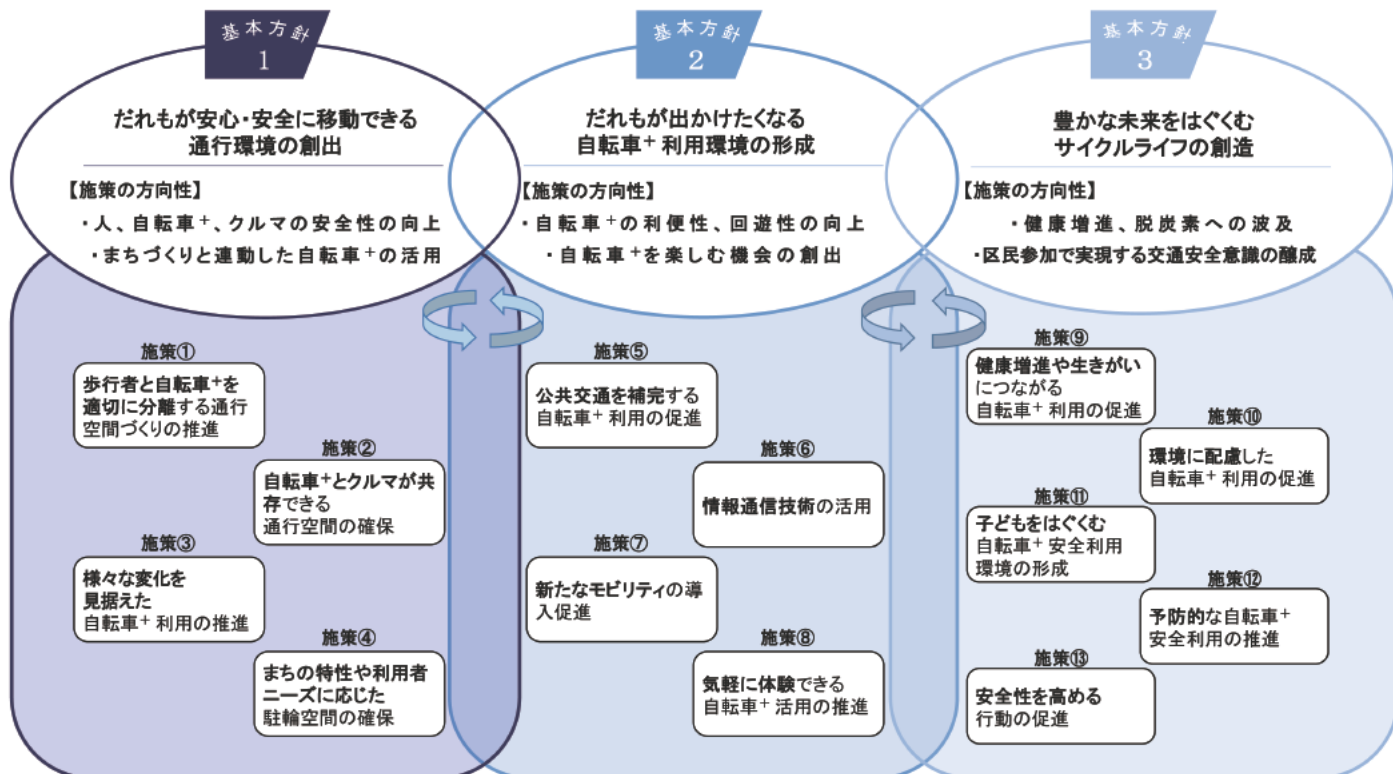 基本方針
1
だれもが安心・安全に移動できる
通行環境の創出
【施策の方向性】
・人、自転車⁺、クルマの安全性の向上
・まちづくりと連動した自転車⁺の活用
施策①
歩行者と自転車⁺を
適切に分離する通行
空間づくりの推進
施策②
自転車⁺とクルマが共
存できる
通行空間の確保
施策③
様々な変化を
見据えた
自転車⁺利用の推進
施策④
まちの特性や利用者
ニーズに応じた
駐輪空間の確保
基本方針
2
だれもが出かけたくなる
自転車⁺利用環境の形成
【施策の方向性】
・自転車⁺の利便性、回遊性の向上
・自転車⁺を楽しむ機会の創出
施策⑤
公共交通を補完する
自転車⁺利用の促進
施策⑥
情報通信技術の活用
施策⑦
新たなモビリティの導
入促進
施策⑧
気軽に体験できる
自転車⁺活用の推進
基本方針
3
豊かな未来をはぐくむ
サイクルライフの創造
【施策の方向性】
・健康増進、脱炭素への波及
・区民参加で実現する交通安全意識の醸成
施策⑨
健康増進や生きがい
につながる
自転車⁺利用の促進
施策⑩
環境に配慮した
自転車⁺利用の促進
施策⑪
子どもをはぐくむ
自転車⁺安全利用
環境の形成
施策⑫
予防的な自転車⁺
安全利用の推進
施策⑬
安全性を高める
行動の促進